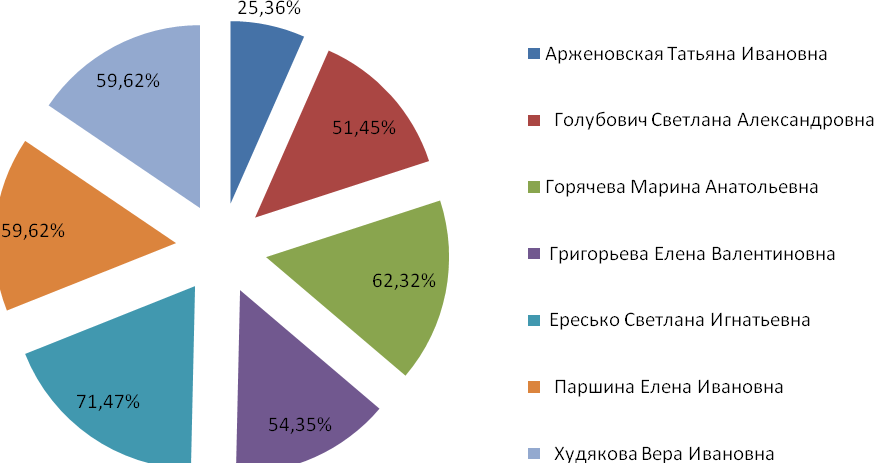 25,36%
51,45%
62,32%
54,35%
71,47%
59,62%
59,62%
Арженовская Татьяна Ивановна
Голубович Светлана Александровна
Горячева Марина Анатольевна
Григорьева Елена Валентиновна
Ересько Светлана Игнатьевна
Паршина Елена Ивановна
Худякова Вера Ивановна